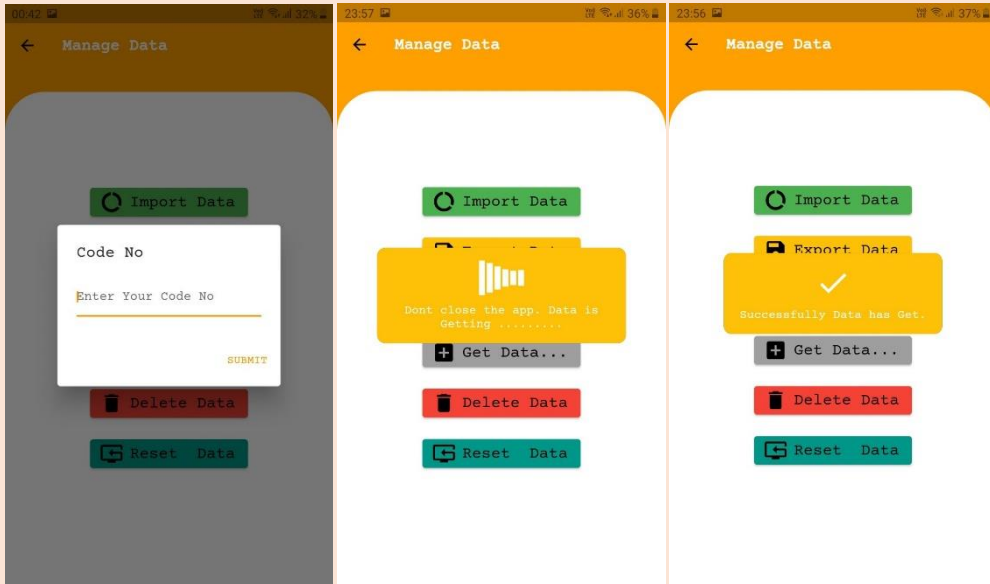 00:42
32%
Manage Data
Import Data
Code No
Enter Your Code No
SUBMIT
Delete Data
Reset Data
23:57
36%
Manage Data
Import Data
Dont close the app. Data is
Getting .........
Get Data...
Delete Data
Reset Data
23:56
37%
Manage Data
Import Data
Export Data
Successfully Data has Get.
Get Data...
Delete Data
Reset Data